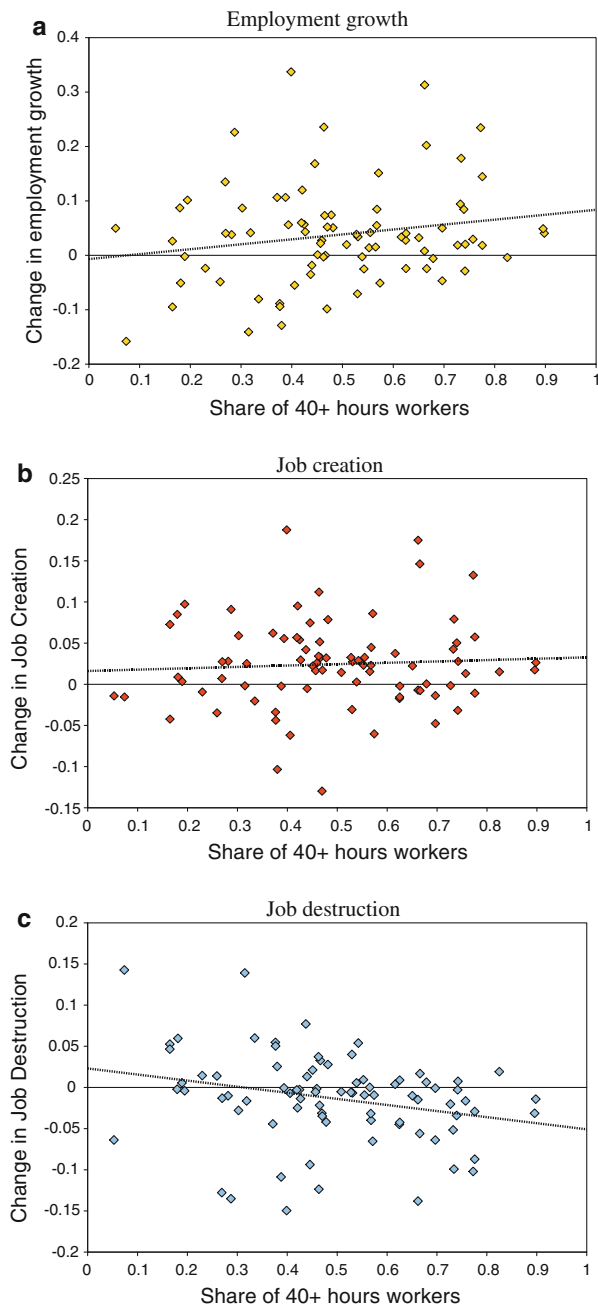 a
Employment growth
Change in employment growth
0.4
0.3
0.2
0.1
0
-0.1
-0.2
0 0.1 0.2 0.3 0.4 0.5 0.6 0.7 0.8 0.9 1
Share of 40+ hours workers
b
Job creation
Change in Job Creation
0.25
0.2
0.15
0.1
0.05
0
-0.05
-0.1
-0.15
0 0.1 0.2 0.3 0.4 0.5 0.6 0.7 0.8 0.9 1
Share of 40+ hours workers
c
Job destruction
Change in Job Destruction
0.2
0.15
0.1
0.05
0
-0.05
-0.1
-0.15
-0.2
0 0.1 0.2 0.3 0.4 0.5 0.6 0.7 0.8 0.9 1
Share of 40+ hours workers